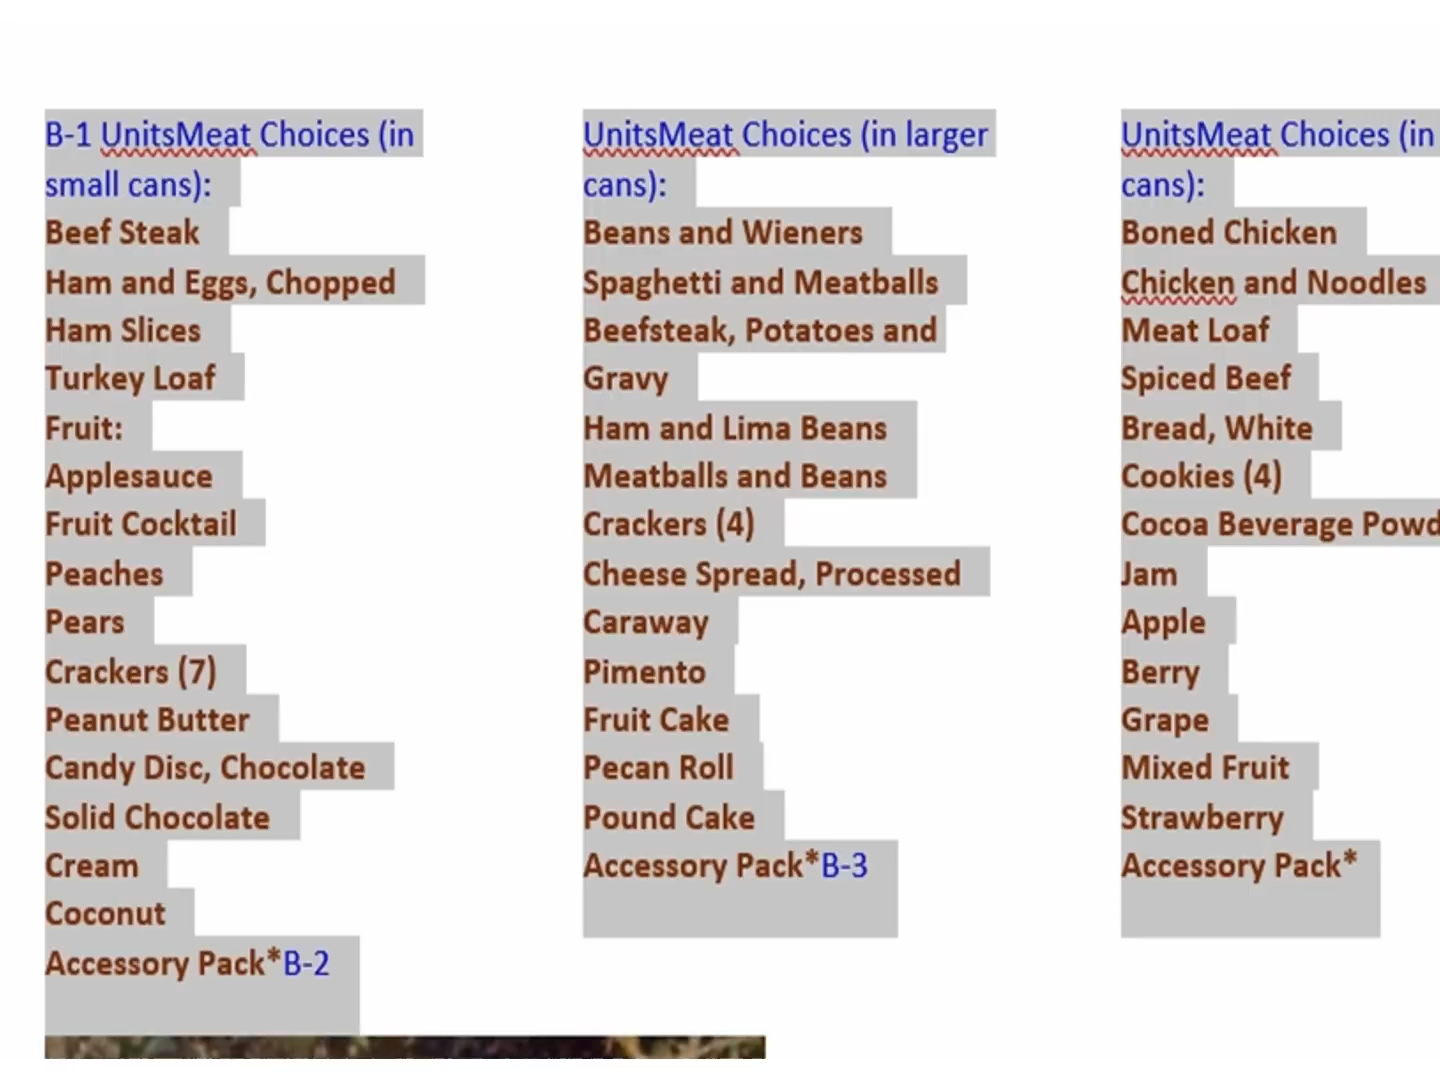 B-1 UnitsMeat Choices (in
small cans):
Beef Steak
Ham and Eggs, Chopped
Ham Slices
Turkey Loaf
Fruit:
Applesauce
Fruit Cocktail
Peaches
Pears
Crackers (7)
Peanut Butter
Candy Disc, Chocolate
Solid Chocolate
Cream
Coconut
Accessory Pack*B-2
UnitsMeat Choices (in larger
cans):
Beans and Wieners
Spaghetti and Meatballs
Beefsteak, Potatoes and
Gravy
Ham and Lima Beans
Meatballs and Beans
Crackers (4)
Cheese Spread, Processed
Caraway
Pimento
Fruit Cake
Pecan Roll
Pound Cake
Accessory Pack*B-3
UnitsMeat Choices (in
cans):
Boned Chicken
Chicken and Noodles
Meat Loaf
Spiced Beef
Bread, White
Cookies (4)
Cocoa Beverage Powd
Jam
Apple
Berry
Grape
Mixed Fruit
Strawberry
Accessory Pack*